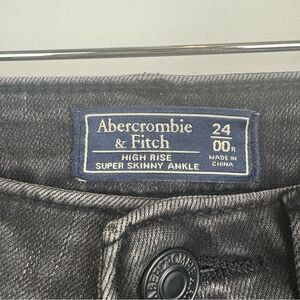 Abercrombie
& Fitch
HIGH RISE
SUPER SKINNY ANKLE
24
00R
MADE IN
CHINA